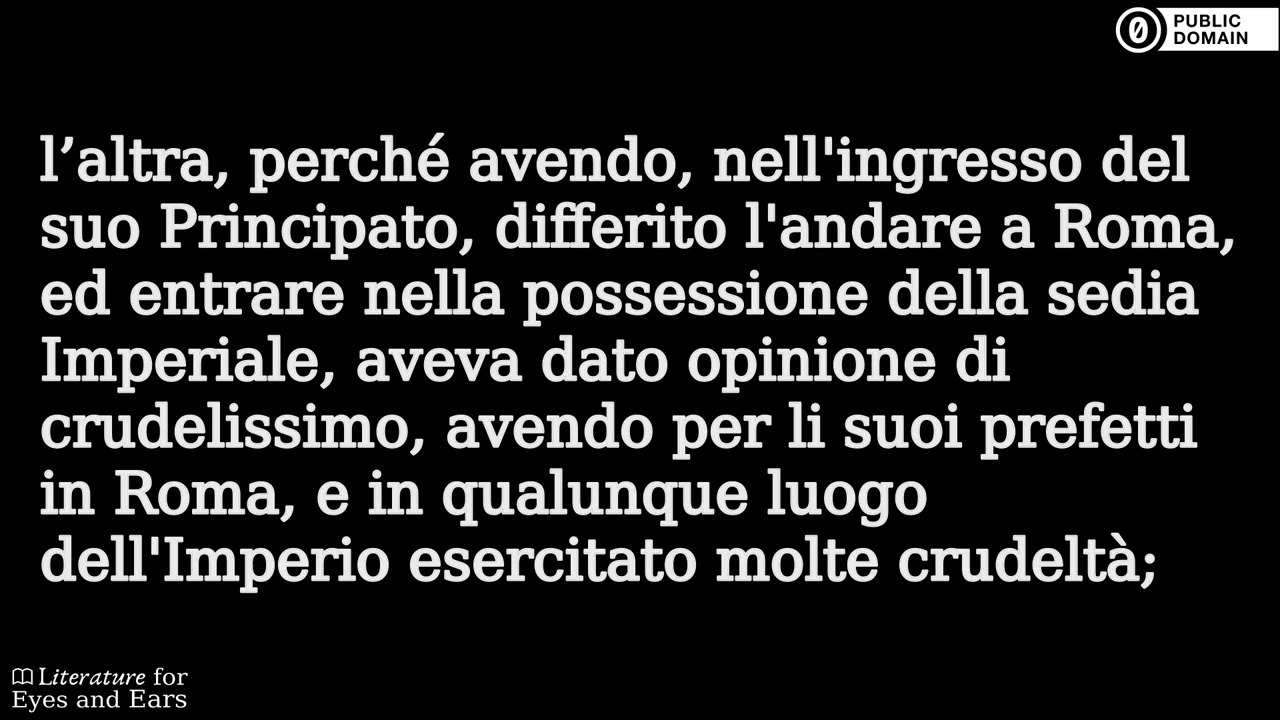 PUBLIC
DOMAIN
l’altra, perché avendo, nell'ingresso del
suo Principato, differito l'andare a Roma,
ed entrare nella possessione della sedia
Imperiale, aveva dato opinione di
crudelissimo, avendo per li suoi prefetti
in Roma, e in qualunque luogo
dell'Imperio esercitato molte crudeltà;
Literature for
Eyes and Ears